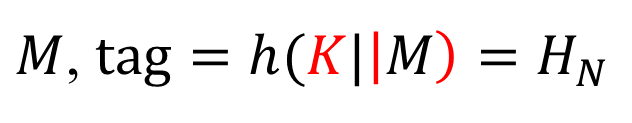 M, tag = h(K||M) = H_N